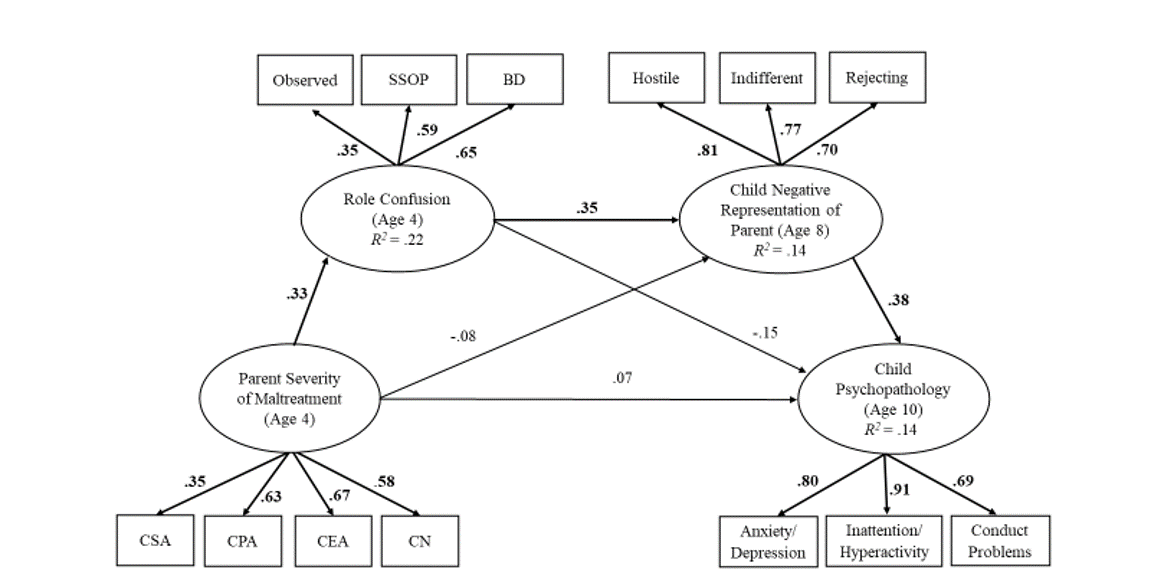 Observed
SSOP
BD
Hostile
Indifferent
Rejecting
.35
.59
.65
.81
.77
.70
Role Confusion
(Age 4)
R² = .22
.35
Child Negative
Representation of
Parent (Age 8)
R² = .14
.33
-.08
-.15
.38
.07
Parent Severity
of Maltreatment
(Age 4)
Child
Psychopathology
(Age 10)
R² = .14
.35
.63
.67
.58
.80
.91
.69
CSA
CPA
CEA
CN
Anxiety/
Depression
Inattention/
Hyperactivity
Conduct
Problems